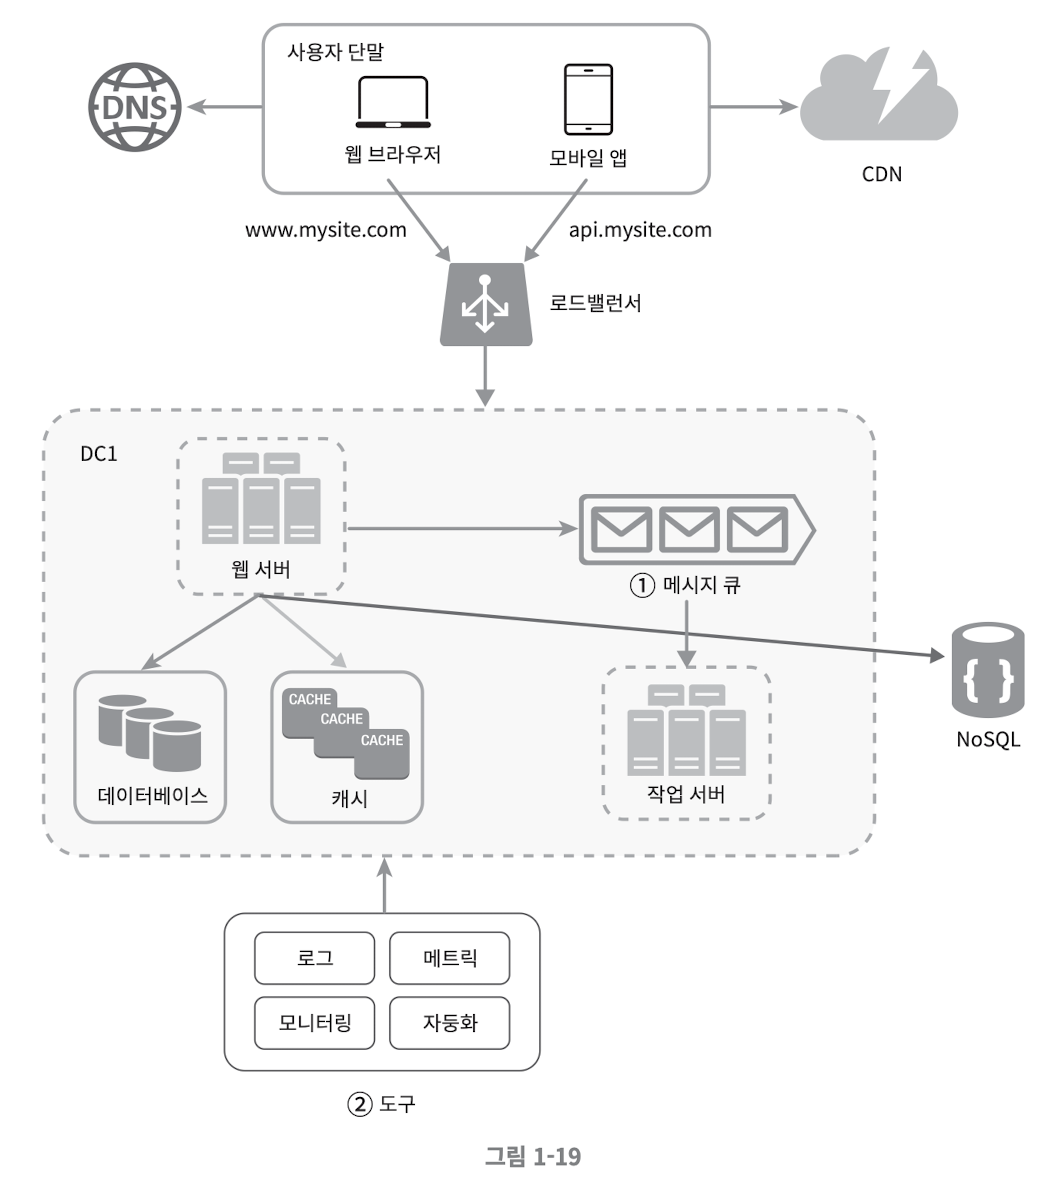 사용자 단말
DNS
웹 브라우저
모바일 앱
CDN
www.mysite.com
api.mysite.com
로드밸런서
DC1
웹 서버
① 메시지 큐
CACHE
CACHE
CACHE
데이터베이스
캐시
작업 서버
{ }
NoSQL
로그
메트릭
모니터링
자동화
② 도구
그림 1-19